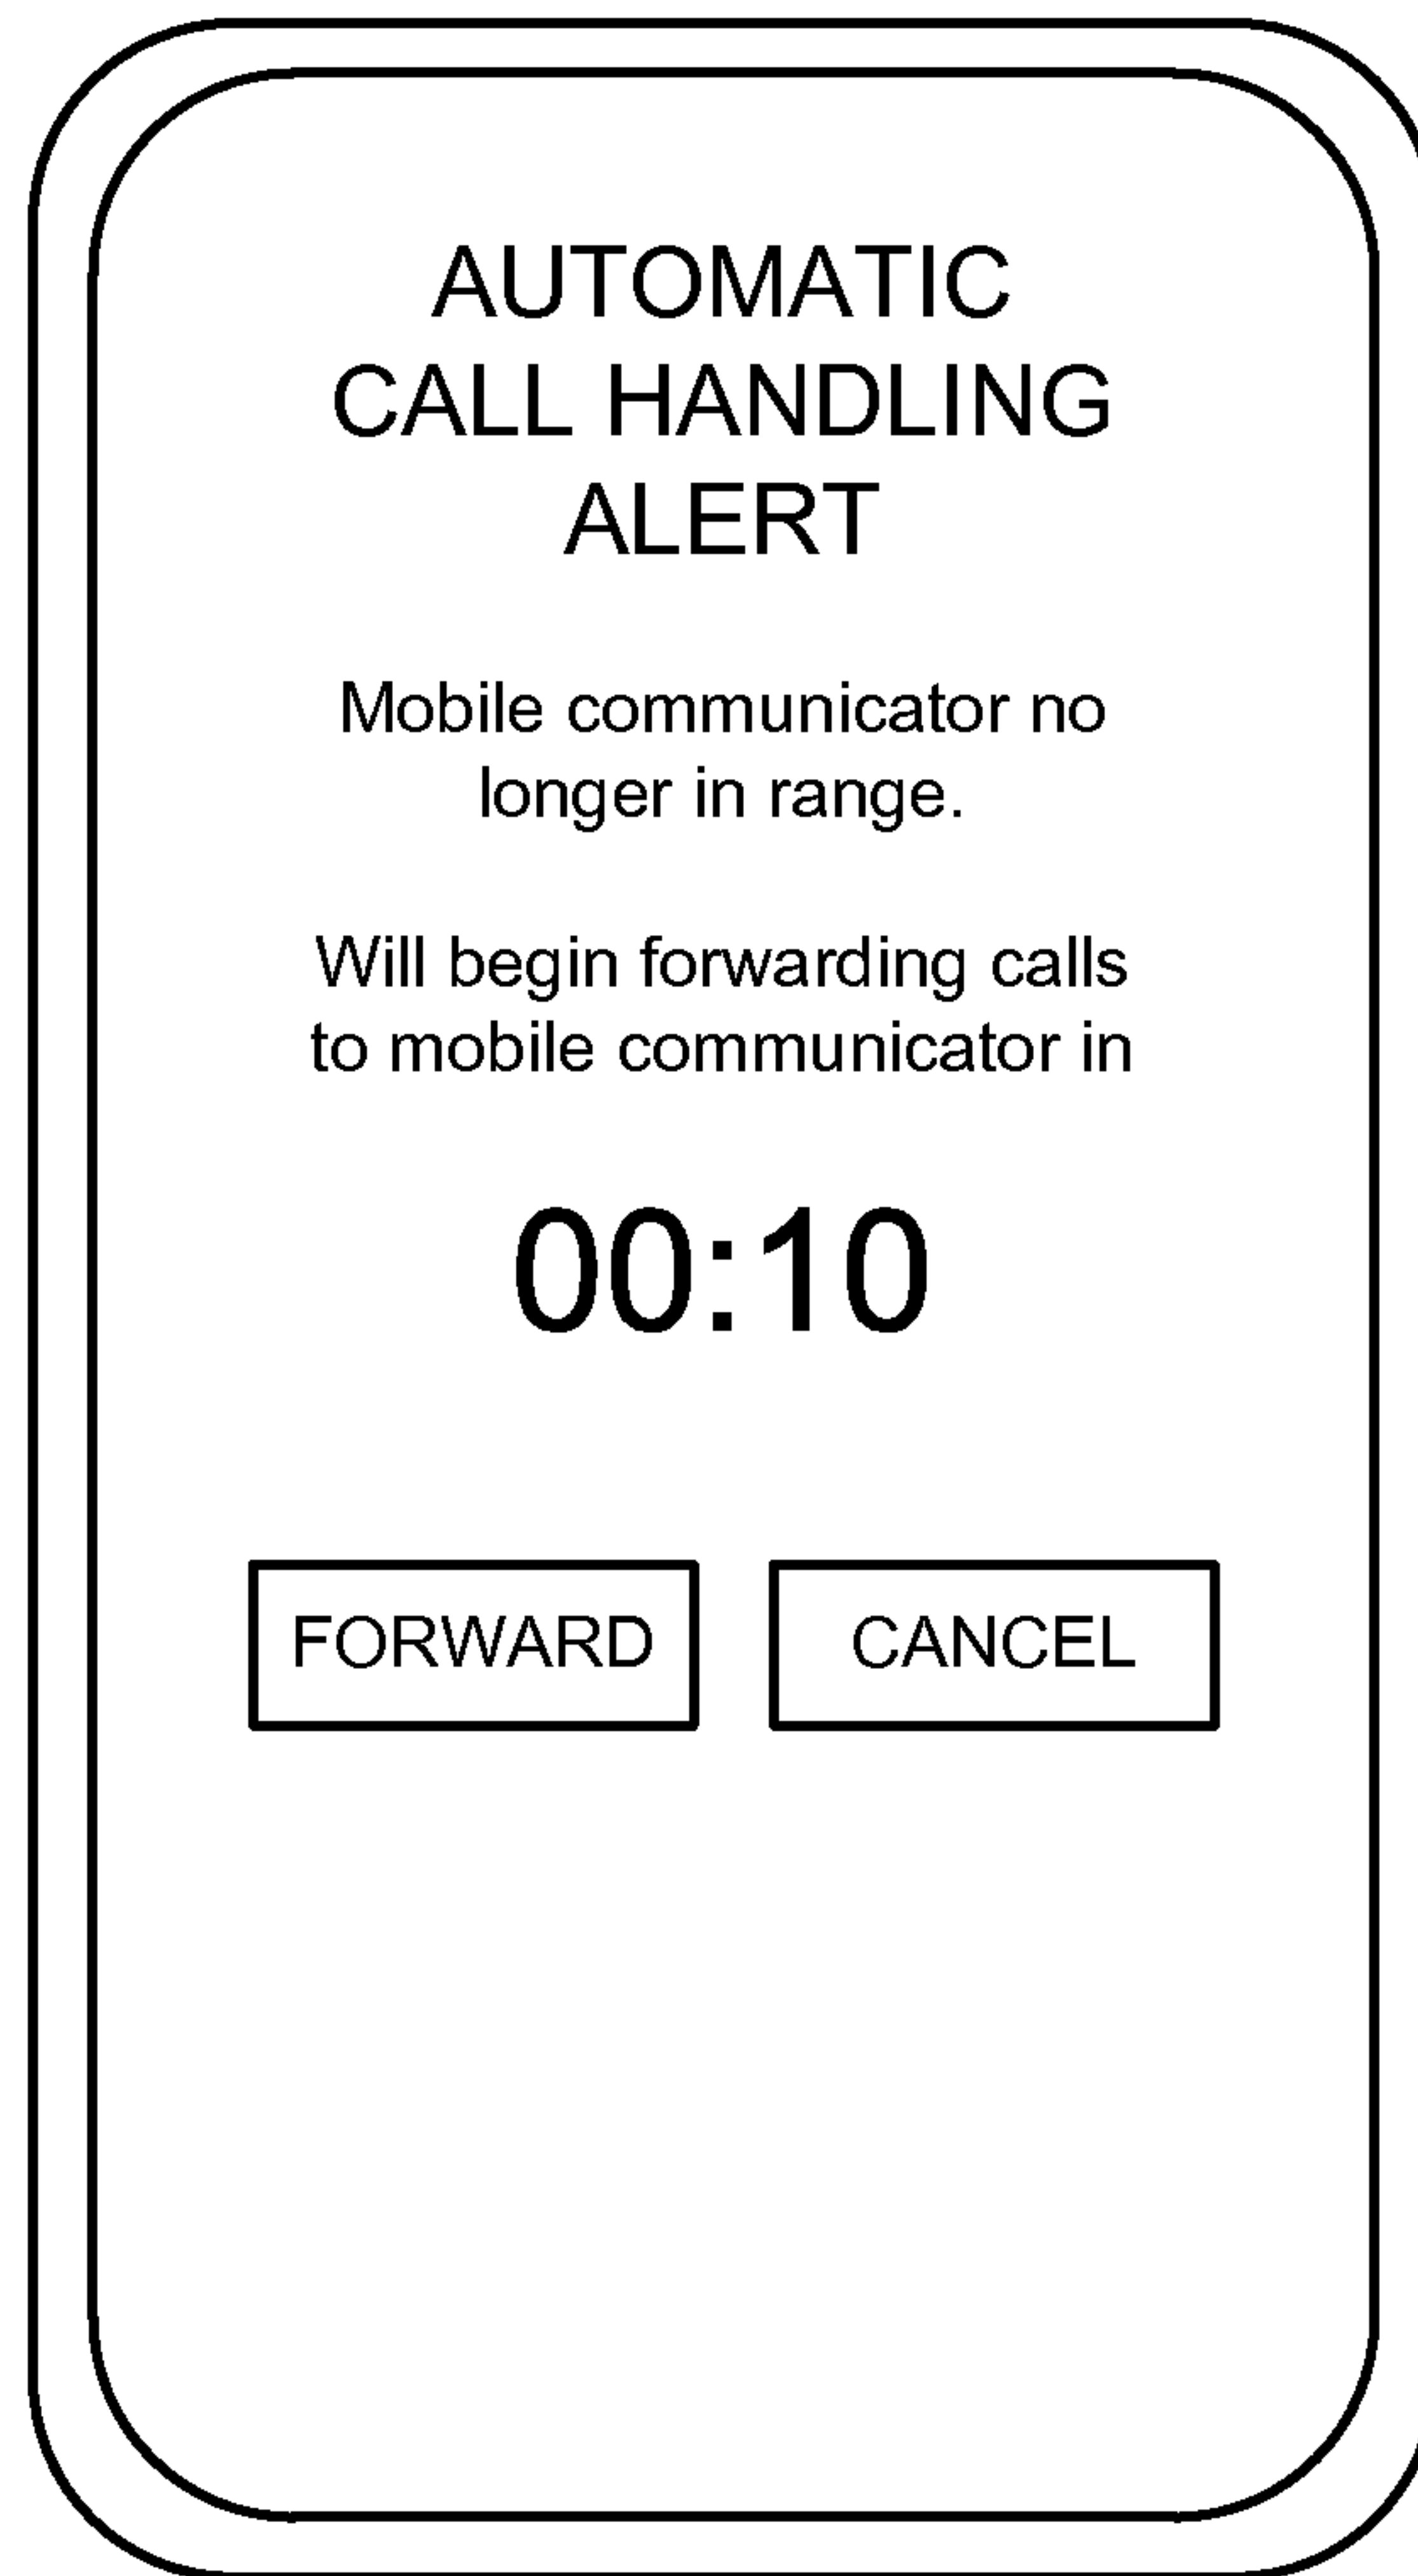 AUTOMATIC
CALL HANDLING
ALERT
Mobile communicator no
longer in range.
Will begin forwarding calls
to mobile communicator in
00:10
FORWARD CANCEL